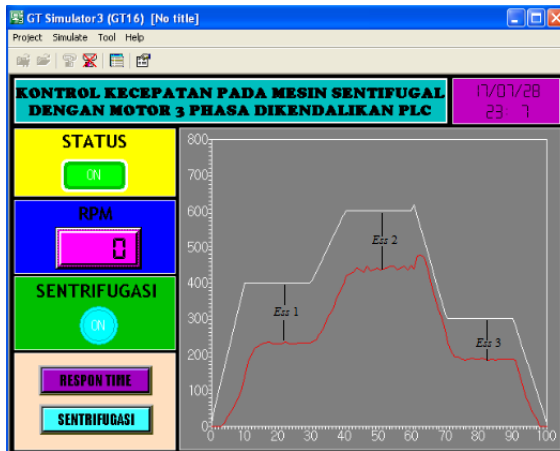 GT Simulator3 (GT16) [No title]
Project Simulate Tool Help
KONTROL KECEPATAN PADA MESIN SENTIFUGAL
DENGAN MOTOR 3 PHASA DIKENDALIKAN PLC
17/07/28
23: 7
STATUS
ON
RPM
0
SENTRIFUGASI
ON
RESPON TIME
SENTRIFUGASI
800
700
600
500
400
300
200
100
0
Ess 1
Ess 2
Ess 3
0 10 20 30 40 50 60 70 80 90 100